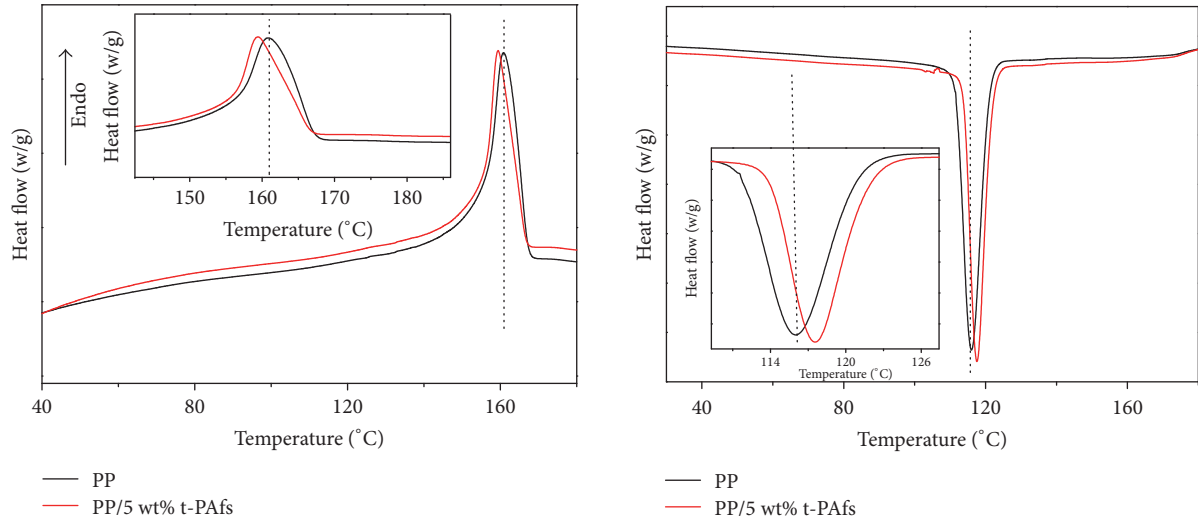 Endo
Heat flow (w/g)
Heat flow (w/g)
150 160 170 180
Temperature (˚C)
40 80 120 160
Temperature (˚C)
PP
PP/5 wt% t-PAfs
Heat flow (w/g)
Heat flow (w/g)
114 120 126
Temperature (˚C)
40 80 120 160
Temperature (˚C)
PP
PP/5 wt% t-PAfs